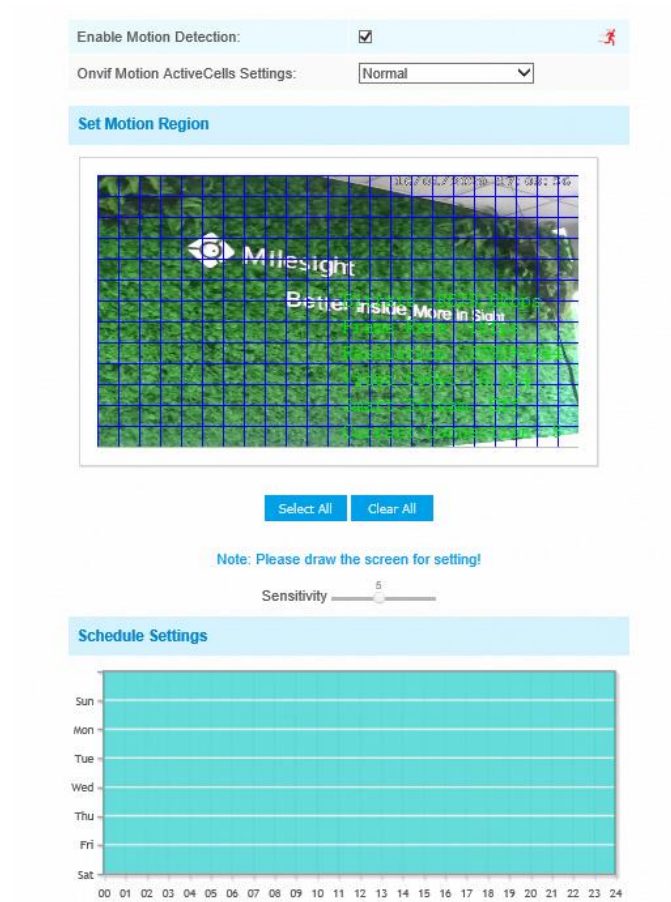 Enable Motion Detection:
Onvif Motion ActiveCells Settings: Normal
Set Motion Region
Milesight
Better Inside, More in Sight
Select All Clear All
Note: Please draw the screen for setting!
5
Sensitivity
Schedule Settings
Sun
Mon
Tue
Wed
Thu
Fri
Sat
00 01 02 03 04 05 06 07 08 09 10 11 12 13 14 15 16 17 18 19 20 21 22 23 24